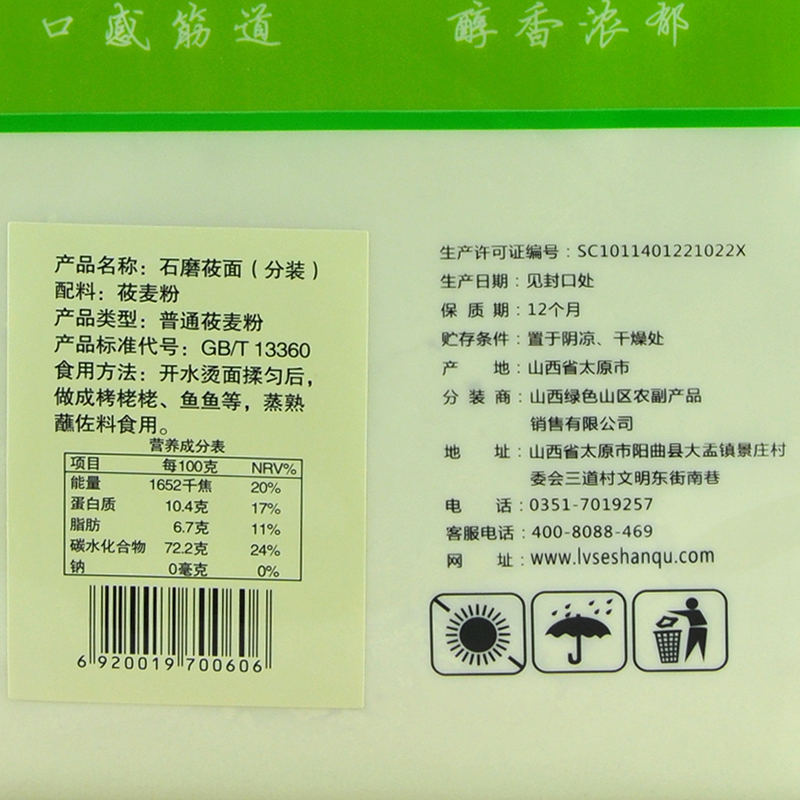 口感筋道
醇香浓郁
产品名称：石磨莜面（分装）
配料：莜麦粉
产品类型：普通莜麦粉
产品标准代号：GB/T 13360
食用方法：开水烫面揉匀后，
做成栲栳栳、鱼鱼等，蒸熟
蘸佐料食用。
营养成分表
项目 每100克 NRV%
能量 1652千焦 20%
蛋白质 10.4克 17%
脂肪 6.7克 11%
碳水化合物 72.2克 24%
钠 0毫克 0%
6 920019 700606
生产许可证编号：SC1011401221022X
生产日期：见封口处
保质期：12个月
贮存条件：置于阴凉、干燥处
产地：山西省太原市
分装商：山西绿色山区农副产品
销售有限公司
地址：山西省太原市阳曲县大盂镇景庄村
委会三道村文明东街南巷
电话：0351-7019257
客服电话：400-8088-469
网址：www.lvseshanqu.com